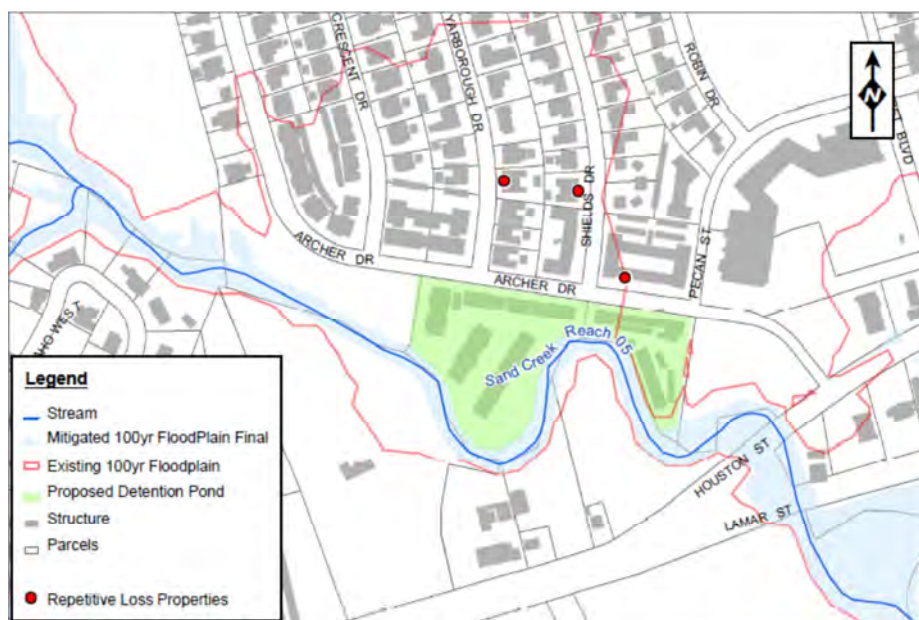 CRESCENT DR
YARBOROUGH DR
ROBIN DR
N
SHIELDS DR
PECAN ST
BLVD
ARCHER DR
ARCHER DR
Sand Creek Reach 05
HOUSTON ST
LAMAR ST
Legend
Stream
Mitigated 100yr FloodPlain Final
Existing 100yr Floodplain
Proposed Detention Pond
Structure
Parcels
Repetitive Loss Properties